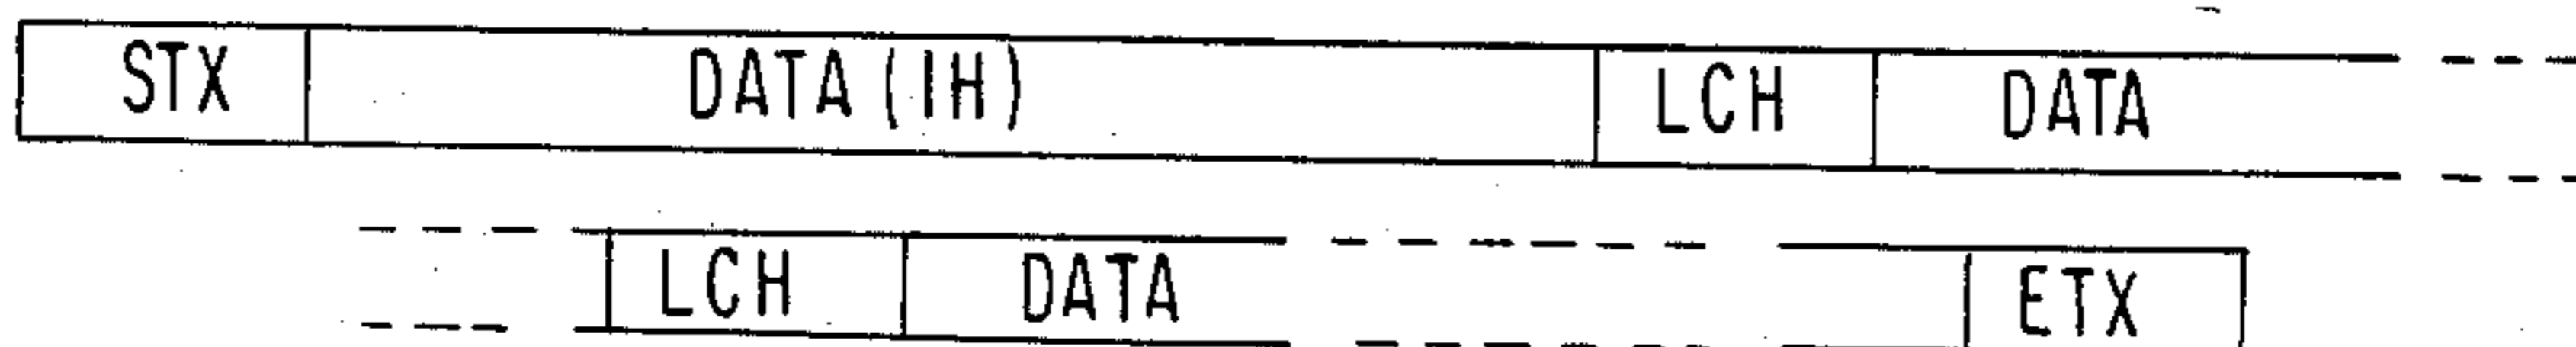 STX DATA (IH) LCH DATA
LCH DATA ETX